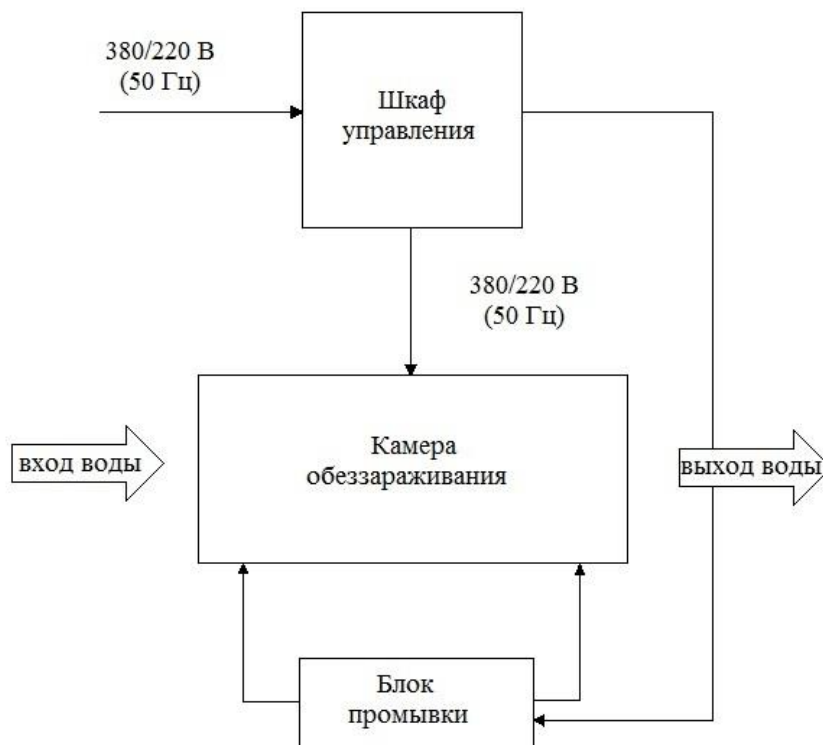 380/220 В
(50 Гц)
Шкаф
управления
380/220 В
(50 Гц)
вход воды
Камера
обеззараживания
выход воды
Блок
промывки